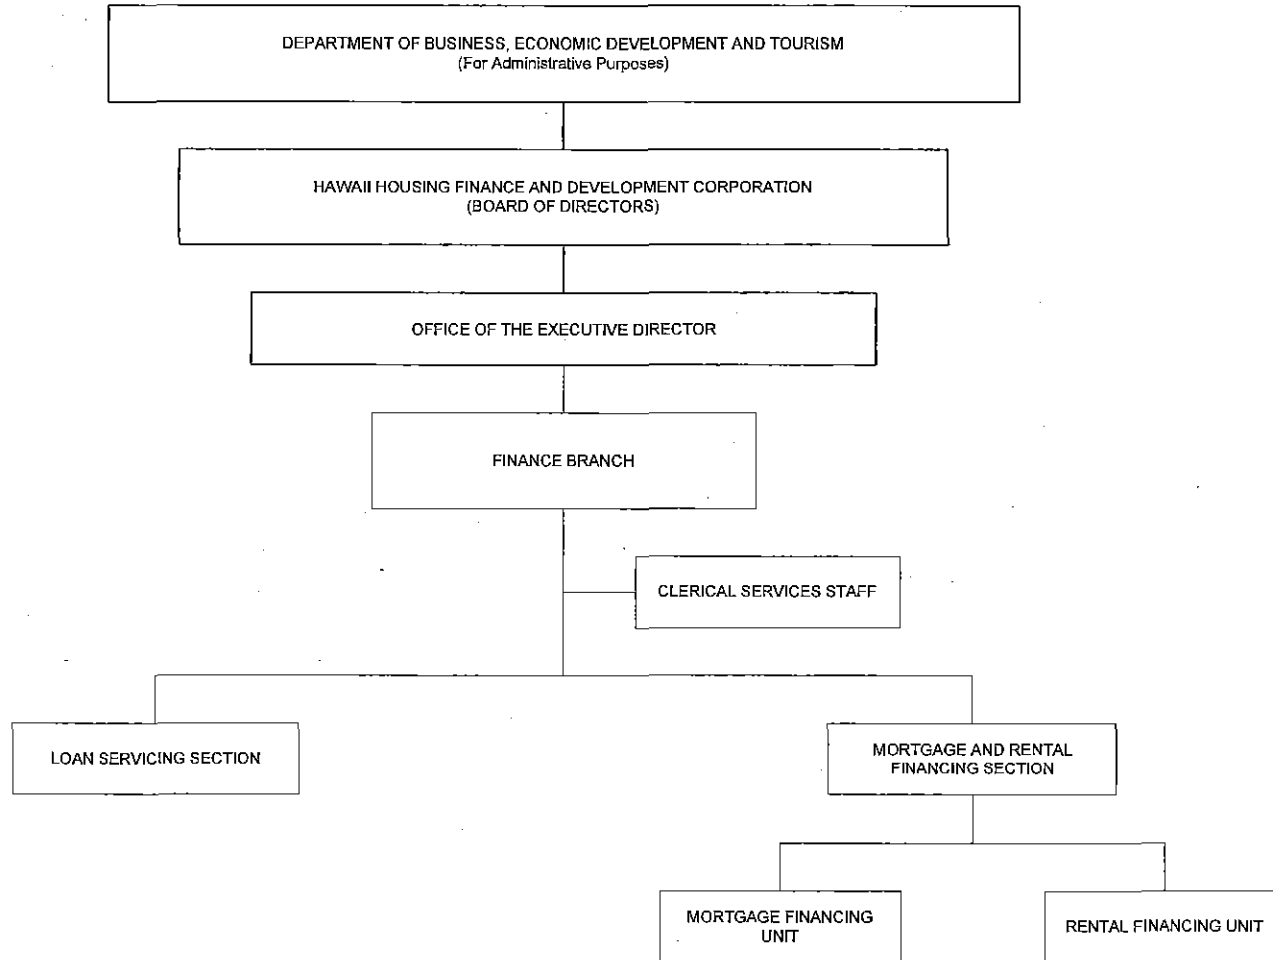 DEPARTMENT OF BUSINESS, ECONOMIC DEVELOPMENT AND TOURISM
(For Administrative Purposes)
HAWAII HOUSING FINANCE AND DEVELOPMENT CORPORATION
(BOARD OF DIRECTORS)
OFFICE OF THE EXECUTIVE DIRECTOR
FINANCE BRANCH
CLERICAL SERVICES STAFF
LOAN SERVICING SECTION
MORTGAGE AND RENTAL
FINANCING SECTION
MORTGAGE FINANCING
UNIT
RENTAL FINANCING UNIT